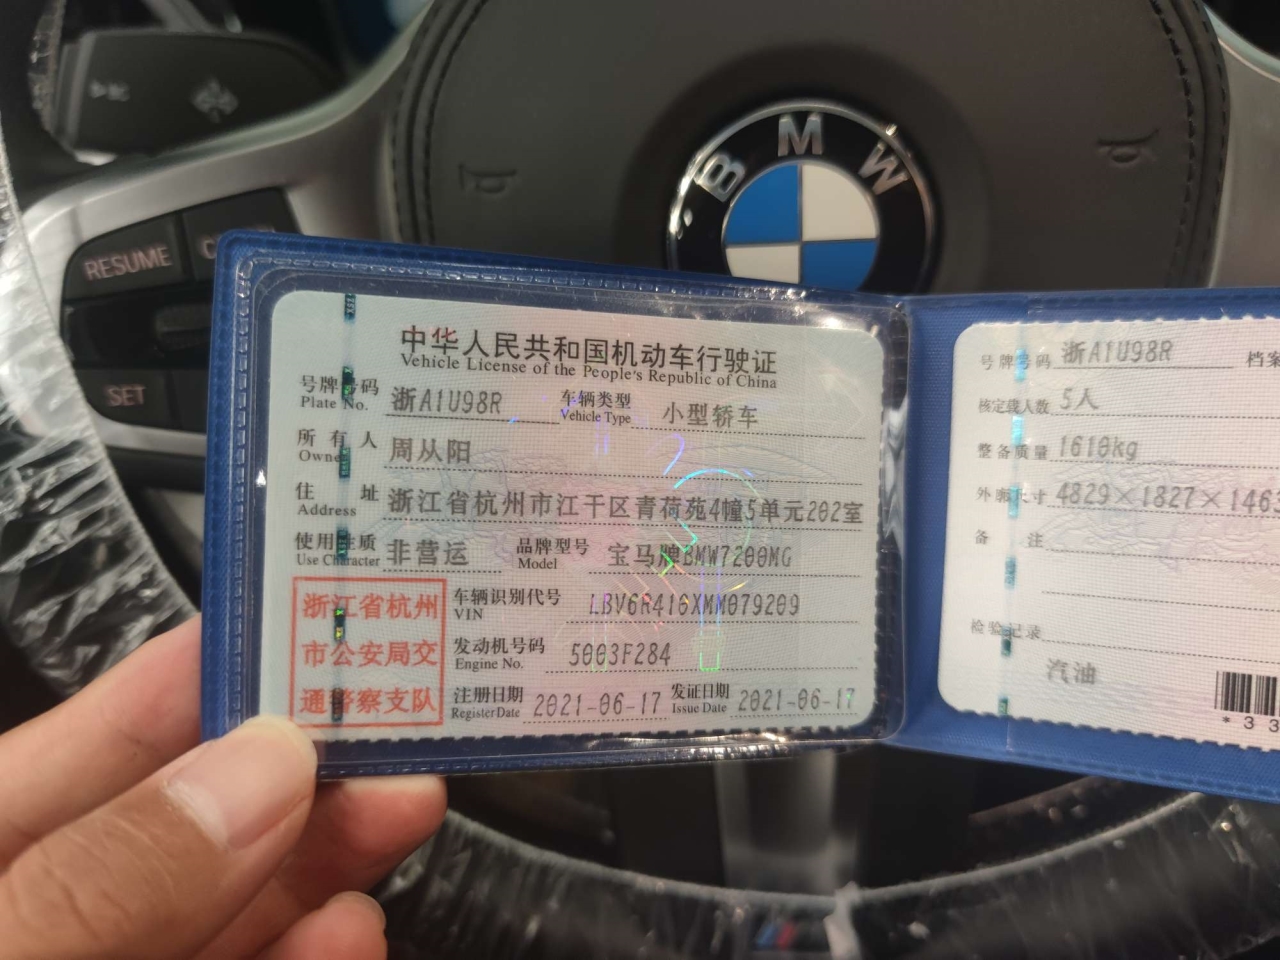 BMW
RESUME
SET
中华人民共和国机动车行驶证
Vehicle License of the People's Republic of China
号牌号码 浙A1U98R 车辆类型 小型轿车
Plate No. Vehicle Type
所有人 周从阳
Owner
住址 浙江省杭州市江干区青荷苑4幢5单元202室
Address
使用性质 非营运 品牌型号 宝马牌BMW7200MG
Use Character Model
浙江省杭州
市公安局交
通警察支队
车辆识别代号 LBV6R416XMM079209
VIN
发动机号码 5003F284
Engine No.
注册日期 2021-06-17 发证日期 2021-06-17
Register Date Issue Date
号牌号码 浙A1U98R 档案
核定载人数 5人
整备质量 1610kg
外廓尺寸 4829×1827×1463
备注
检验记录
汽油
*33